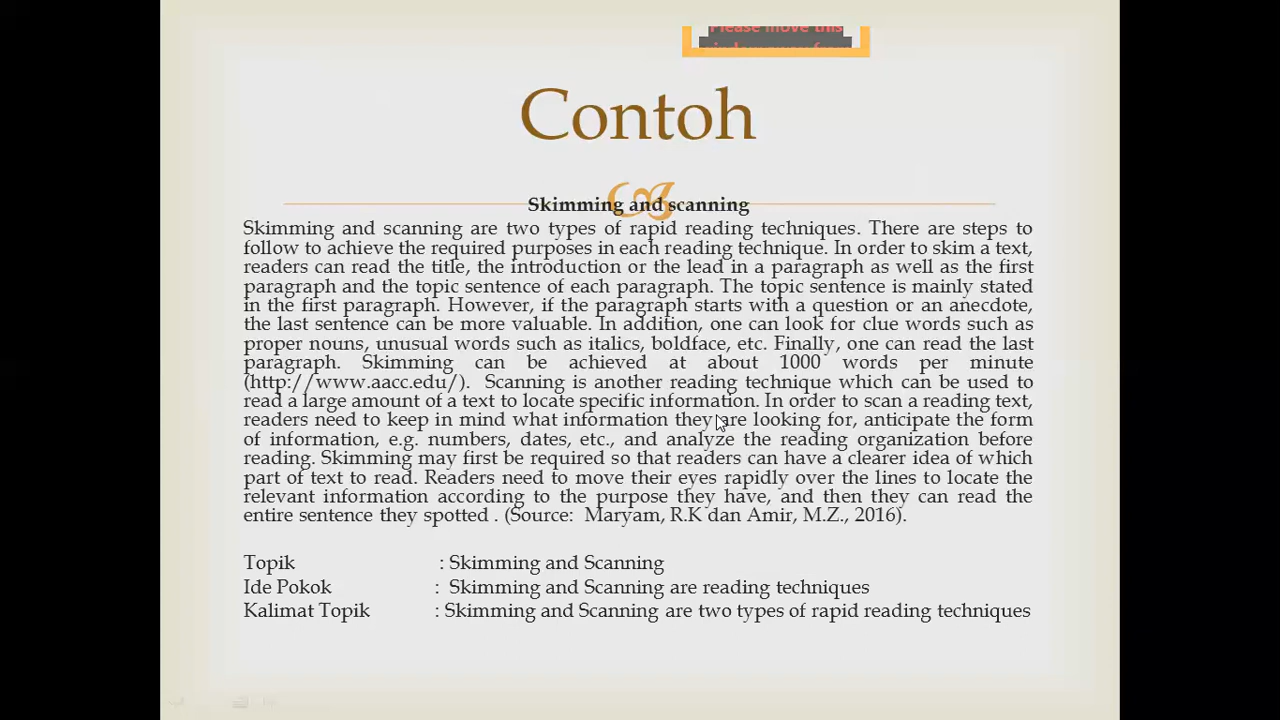 Please move this
Contoh
Skimming and scanning
Skimming and scanning are two types of rapid reading techniques. There are steps to
follow to achieve the required purposes in each reading technique. In order to skim a text,
readers can read the title, the introduction or the lead in a paragraph as well as the first
paragraph and the topic sentence of each paragraph. The topic sentence is mainly stated
in the first paragraph. However, if the paragraph starts with a question or an anecdote,
the last sentence can be more valuable. In addition, one can look for clue words such as
proper nouns, unusual words such as italics, boldface, etc. Finally, one can read the last
paragraph. Skimming can be achieved at about 1000 words per minute
(http://www.aacc.edu/). Scanning is another reading technique which can be used to
read a large amount of a text to locate specific information. In order to scan a reading text,
readers need to keep in mind what information they are looking for, anticipate the form
of information, e.g. numbers, dates, etc., and analyze the reading organization before
reading. Skimming may first be required so that readers can have a clearer idea of which
part of text to read. Readers need to move their eyes rapidly over the lines to locate the
relevant information according to the purpose they have, and then they can read the
entire sentence they spotted . (Source: Maryam, R.K dan Amir, M.Z., 2016).
Topik : Skimming and Scanning
Ide Pokok : Skimming and Scanning are reading techniques
Kalimat Topik : Skimming and Scanning are two types of rapid reading techniques